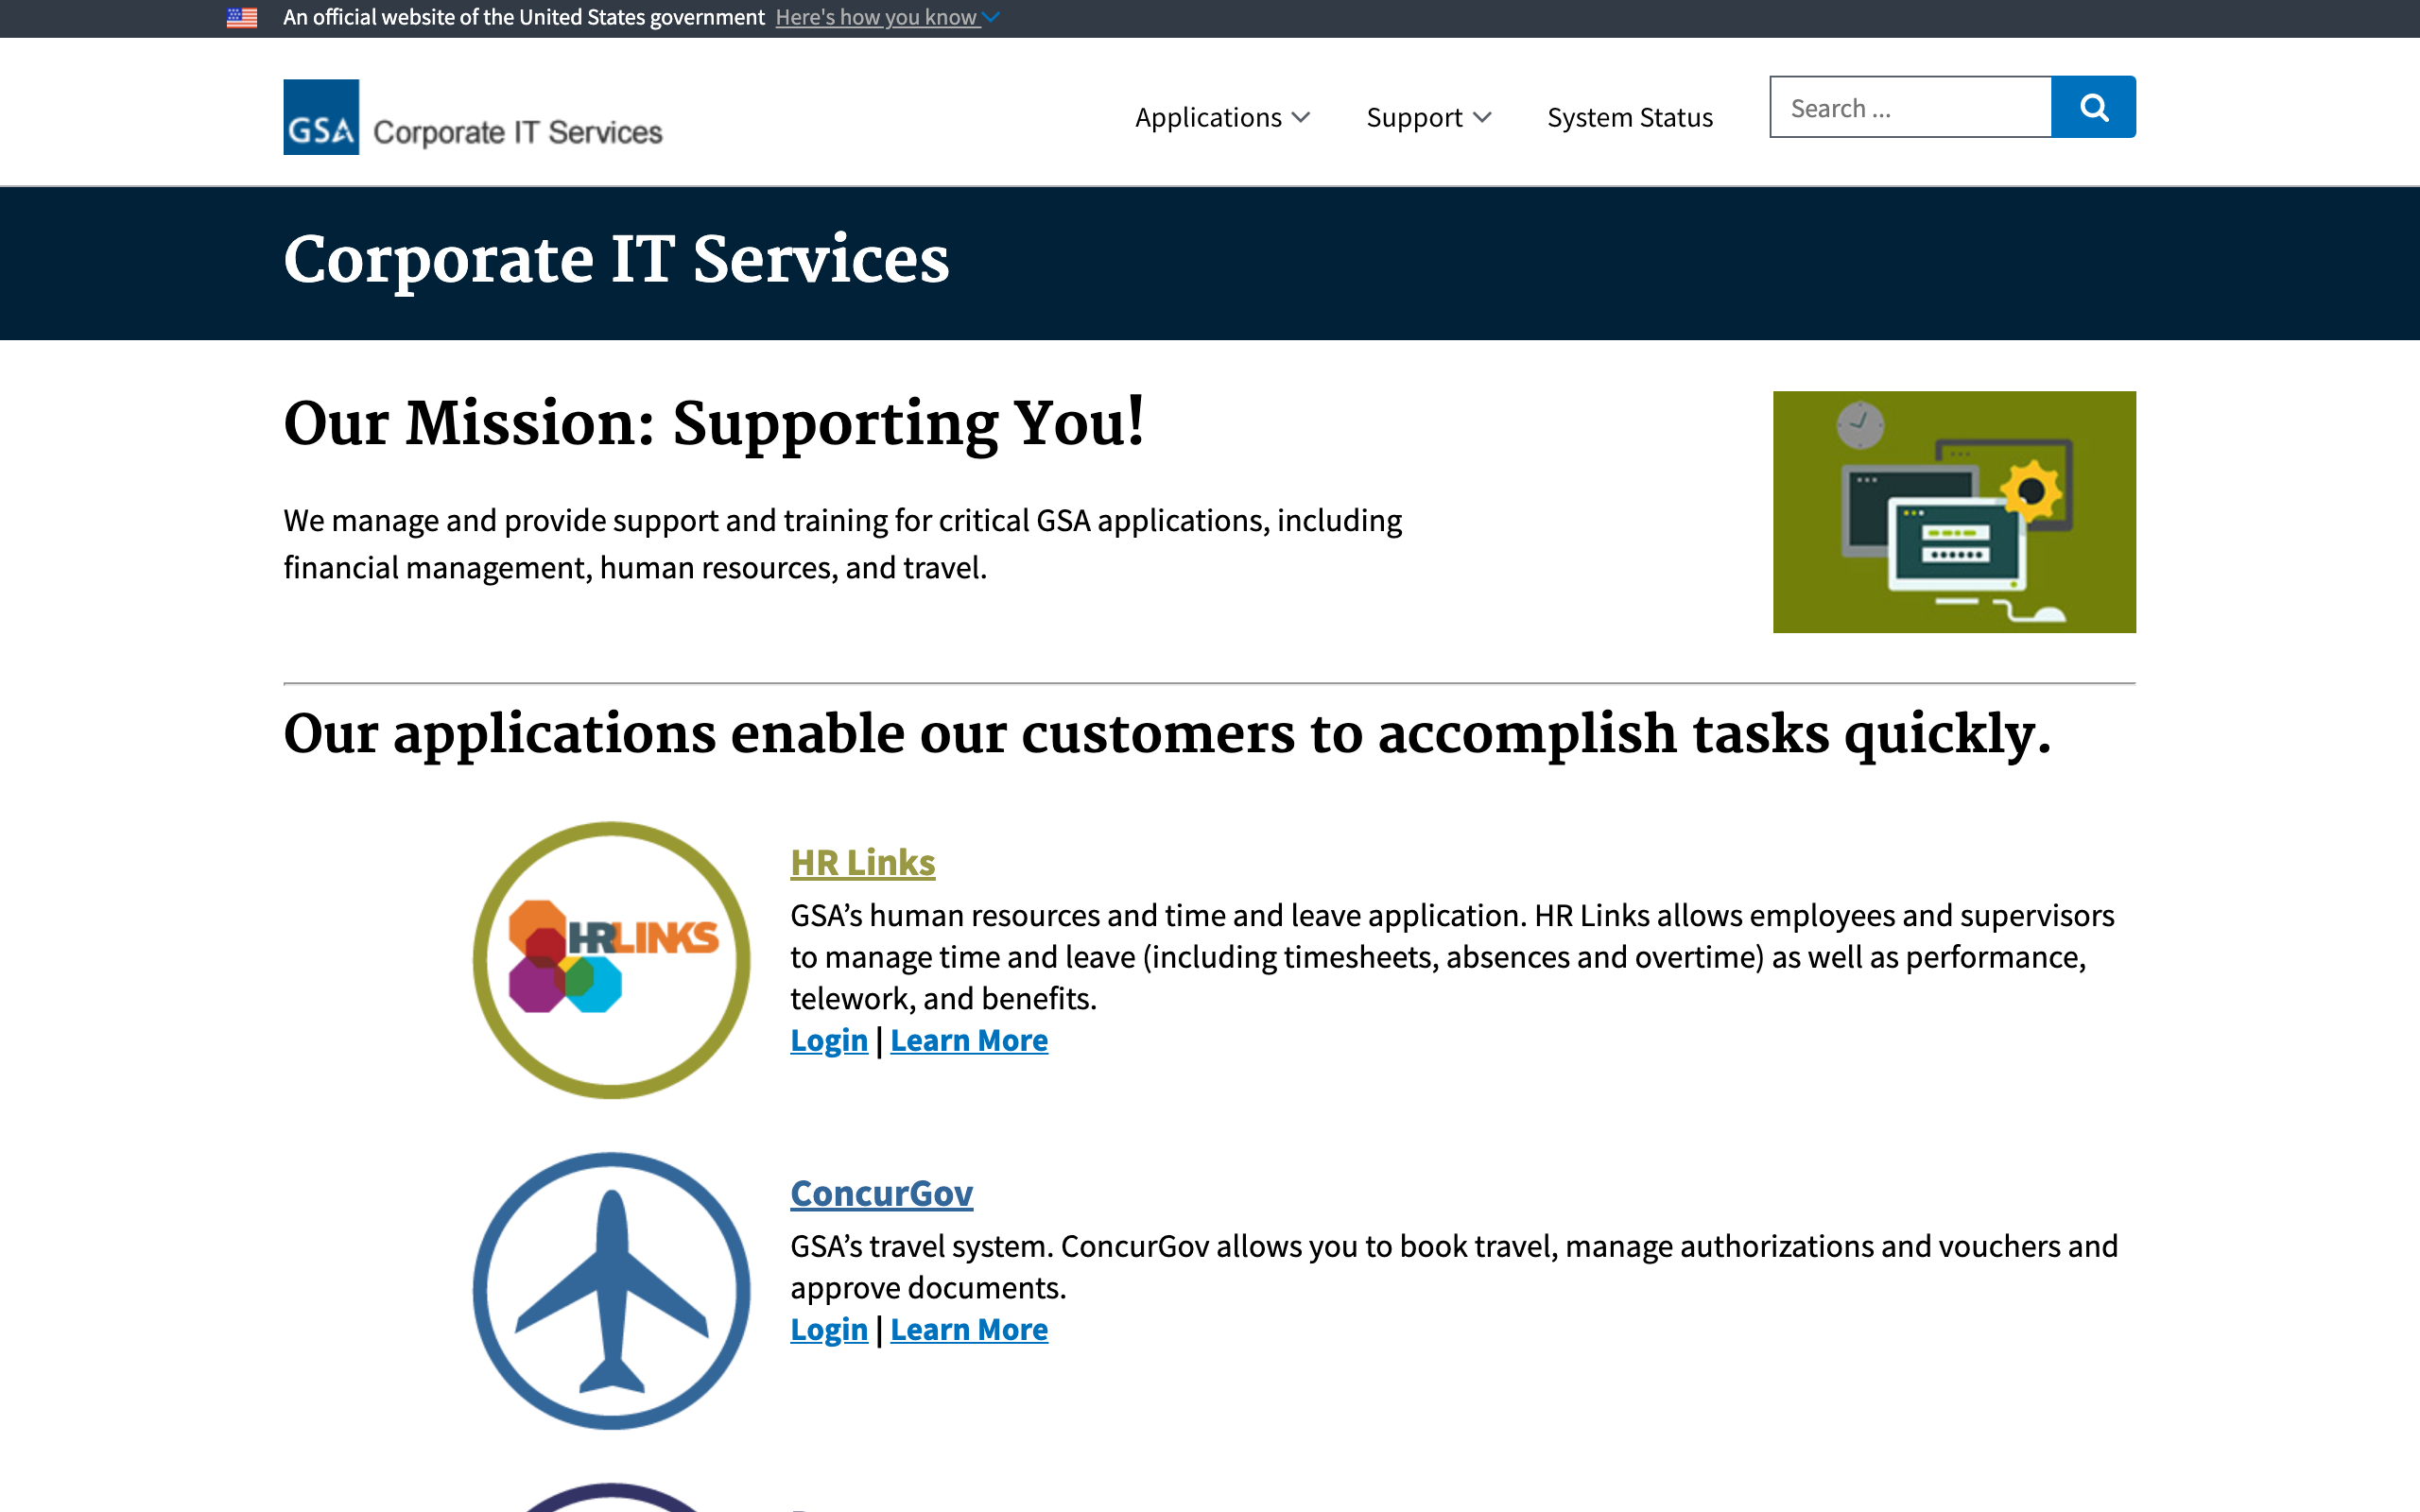 An official website of the United States government Here's how you know
GSA Corporate IT Services
Applications Support System Status Search ...
Corporate IT Services
Our Mission: Supporting You!
We manage and provide support and training for critical GSA applications, including
financial management, human resources, and travel.
Our applications enable our customers to accomplish tasks quickly.
HRLINKS
HR Links
GSA’s human resources and time and leave application. HR Links allows employees and supervisors
to manage time and leave (including timesheets, absences and overtime) as well as performance,
telework, and benefits.
Login | Learn More
ConcurGov
GSA’s travel system. ConcurGov allows you to book travel, manage authorizations and vouchers and
approve documents.
Login | Learn More